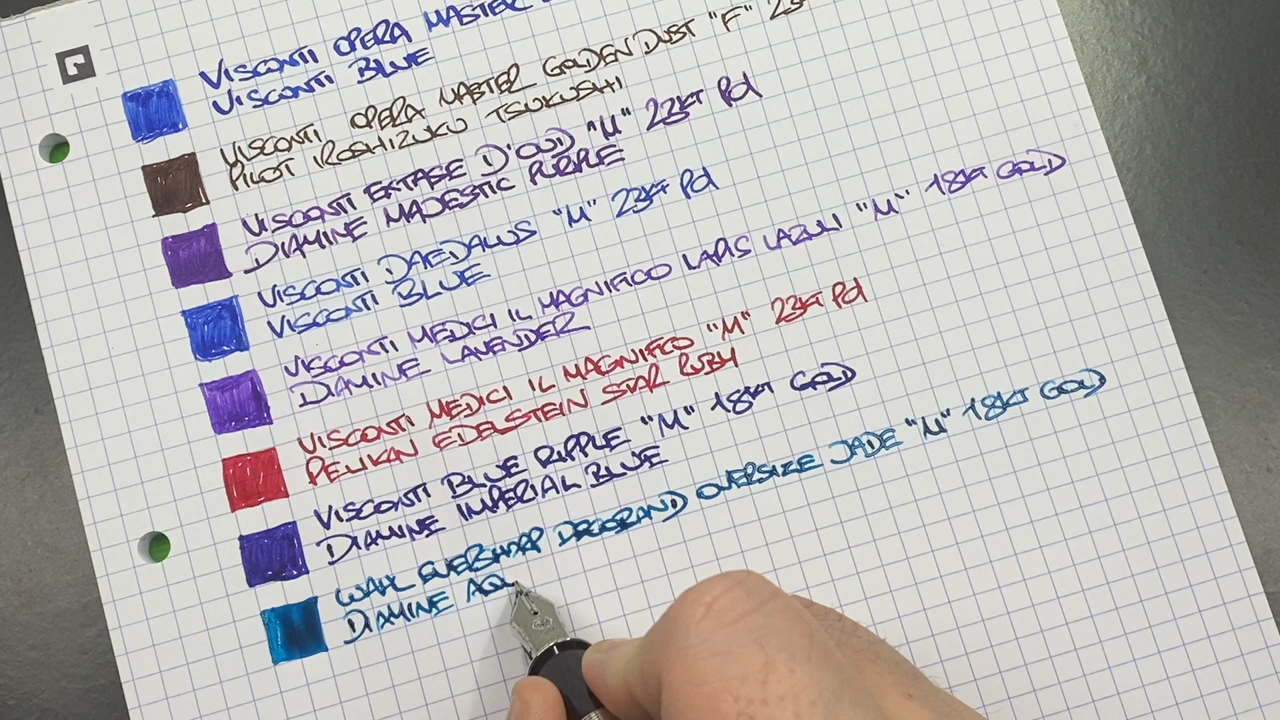 VISCONTI OPERA MASTER
VISCONTI BLUE
VISCONTI OPERA MASTER GOLDEN DUST "F" 23
PILOT IROSHIZUKU TSUKUSHI
VISCONTI EXTASE D'OUD "M" 23KT Pd
DIAMINE MAJESTIC PURPLE
VISCONTI DAEDALUS "M" 23KT Pd
VISCONTI BLUE
VISCONTI MEDICI IL MAGNIFICO LAPIS LAZULI "M" 18KT GOLD
DIAMINE LAVENDER
VISCONTI MEDICI IL MAGNIFICO "M" 23KT Pd
PELIKAN EDELSTEIN STAR RUBY
VISCONTI BLUE RIPPLE "M" 18KT GOLD
DIAMINE IMPERIAL BLUE
WAHL EVERSHARP DECOBAND OVERSIZE JADE "M" 18KT GOLD
DIAMINE AQU